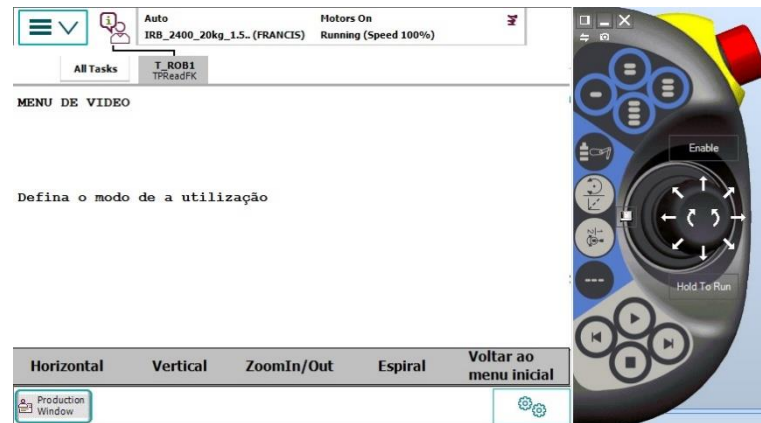 Auto
IRB_2400_20kg_1.5.. (FRANCIS)
Motors On
Running (Speed 100%)
All Tasks
T_ROB1
TPReadFK
MENU DE VIDEO
Defina o modo de a utilização
Horizontal
Vertical
ZoomIn/Out
Espiral
Voltar ao
menu inicial
Production
Window
Enable
Hold To Run